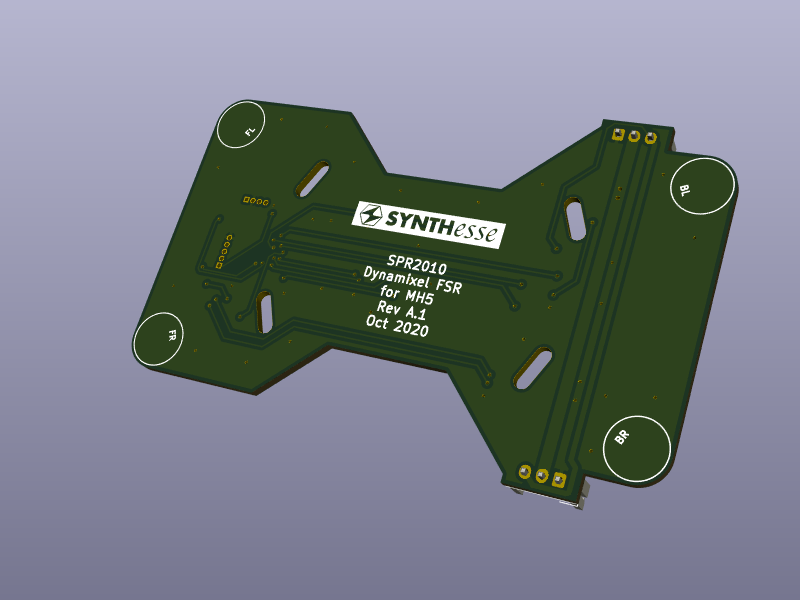 FL
BL
SYNTHesse
SPR2010
Dynamixel FSR
for MH5
Rev A.1
Oct 2020
FR
BR